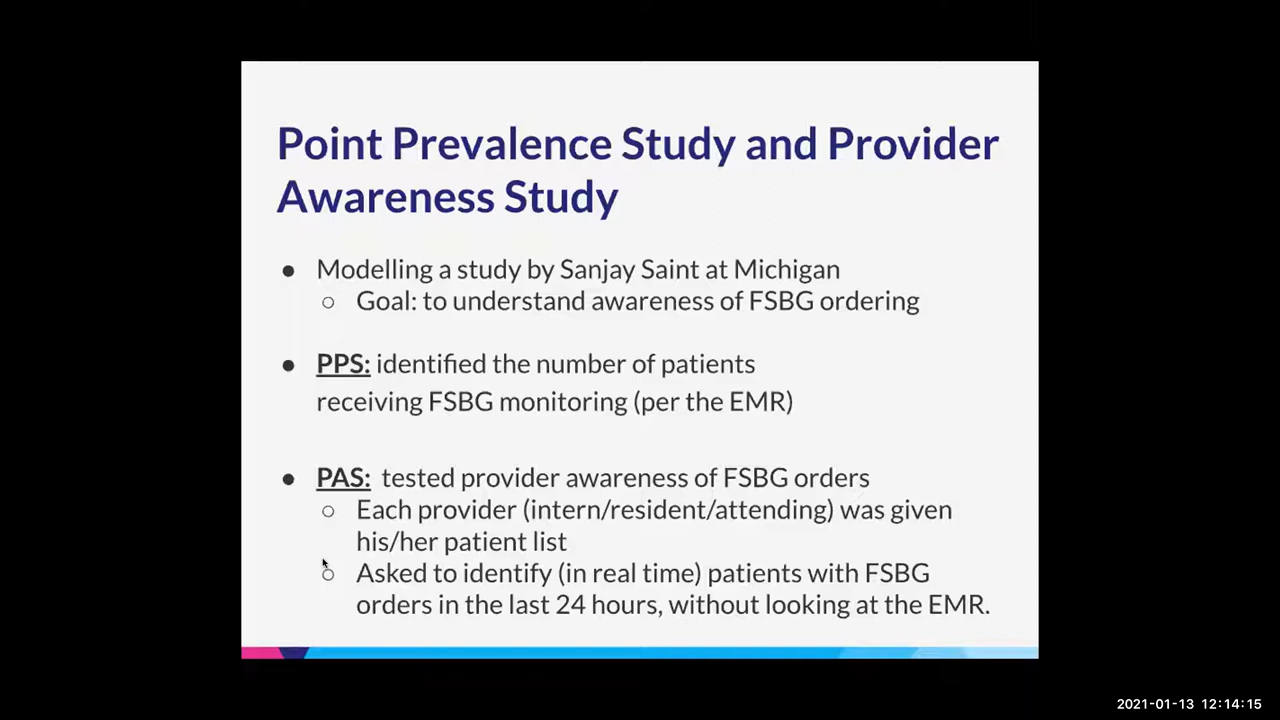 Point Prevalence Study and Provider
Awareness Study
● Modelling a study by Sanjay Saint at Michigan
○ Goal: to understand awareness of FSBG ordering
● PPS: identified the number of patients
receiving FSBG monitoring (per the EMR)
● PAS: tested provider awareness of FSBG orders
○ Each provider (intern/resident/attending) was given
his/her patient list
○ Asked to identify (in real time) patients with FSBG
orders in the last 24 hours, without looking at the EMR.
2021-01-13 12:14:15